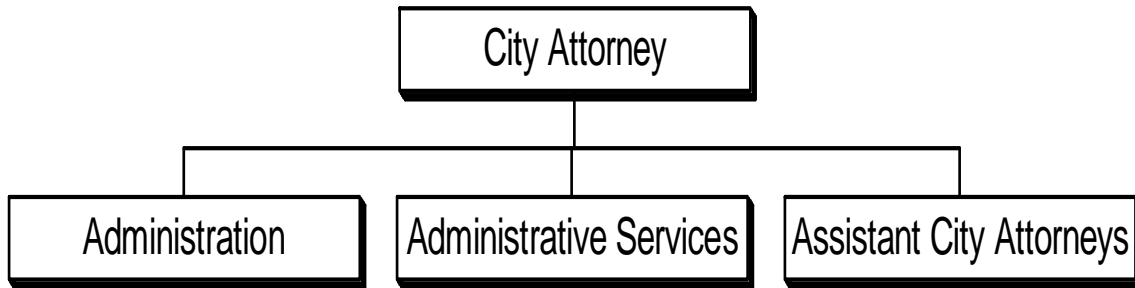 City Attorney
Administration
Administrative Services
Assistant City Attorneys